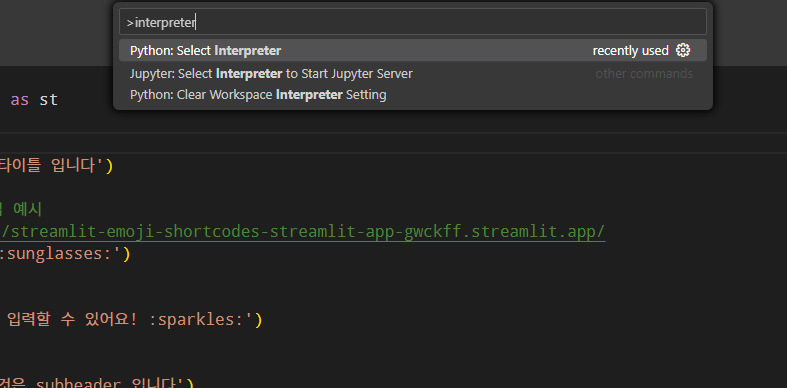 >interpreter
Python: Select Interpreter recently used
Jupyter: Select Interpreter to Start Jupyter Server other commands
Python: Clear Workspace Interpreter Setting
as st
타이틀 입니다')
예시
/streamlit-emoji-shortcodes-streamlit-app-gwckff.streamlit.app/
:sunglasses:')
입력할 수 있어요! :sparkles:')
것은 subheader 입니다')